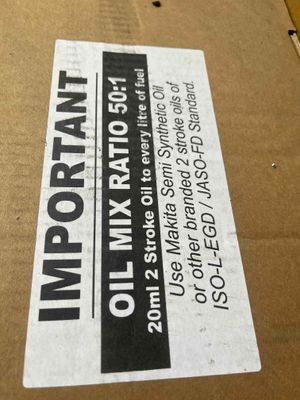 IMPORTANT
OIL MIX RATIO 50:1
20ml 2 Stroke Oil to every litre of fuel
Use Makita Semi Synthetic Oil
or other branded 2 stroke oils of
ISO-L-EGD / JASO-FD Standard.